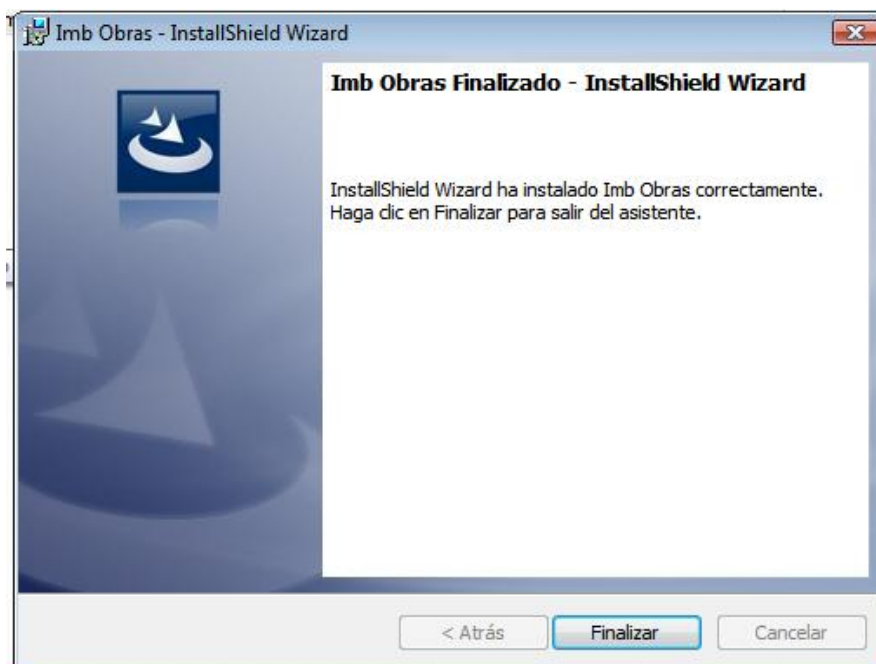 Imb Obras - InstallShield Wizard
Imb Obras Finalizado - InstallShield Wizard
InstallShield Wizard ha instalado Imb Obras correctamente.
Haga clic en Finalizar para salir del asistente.
< Atrás
Finalizar
Cancelar